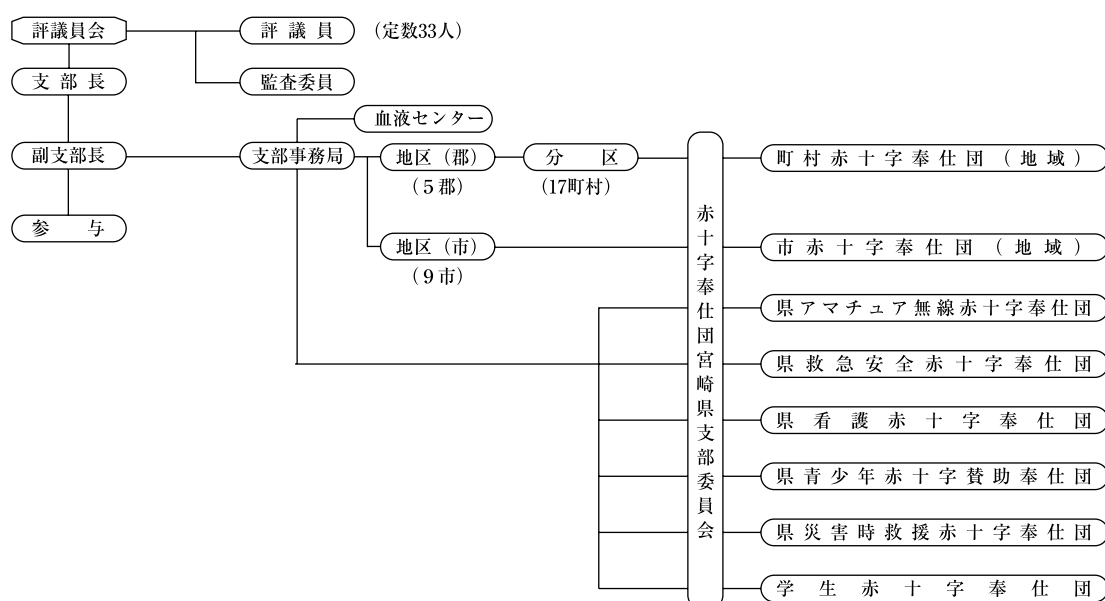 評議員会
評議員 (定数33人)
支部長
監査委員
血液センター
副支部長
支部事務局
地区(郡)
(5郡)
分区
(17町村)
参与
地区(市)
(9市)
赤十字奉仕団宮崎県支部委員会
町村赤十字奉仕団(地域)
市赤十字奉仕団(地域)
県アマチュア無線赤十字奉仕団
県救急安全赤十字奉仕団
県看護赤十字奉仕団
県青少年赤十字賛助奉仕団
県災害時救援赤十字奉仕団
学生赤十字奉仕団